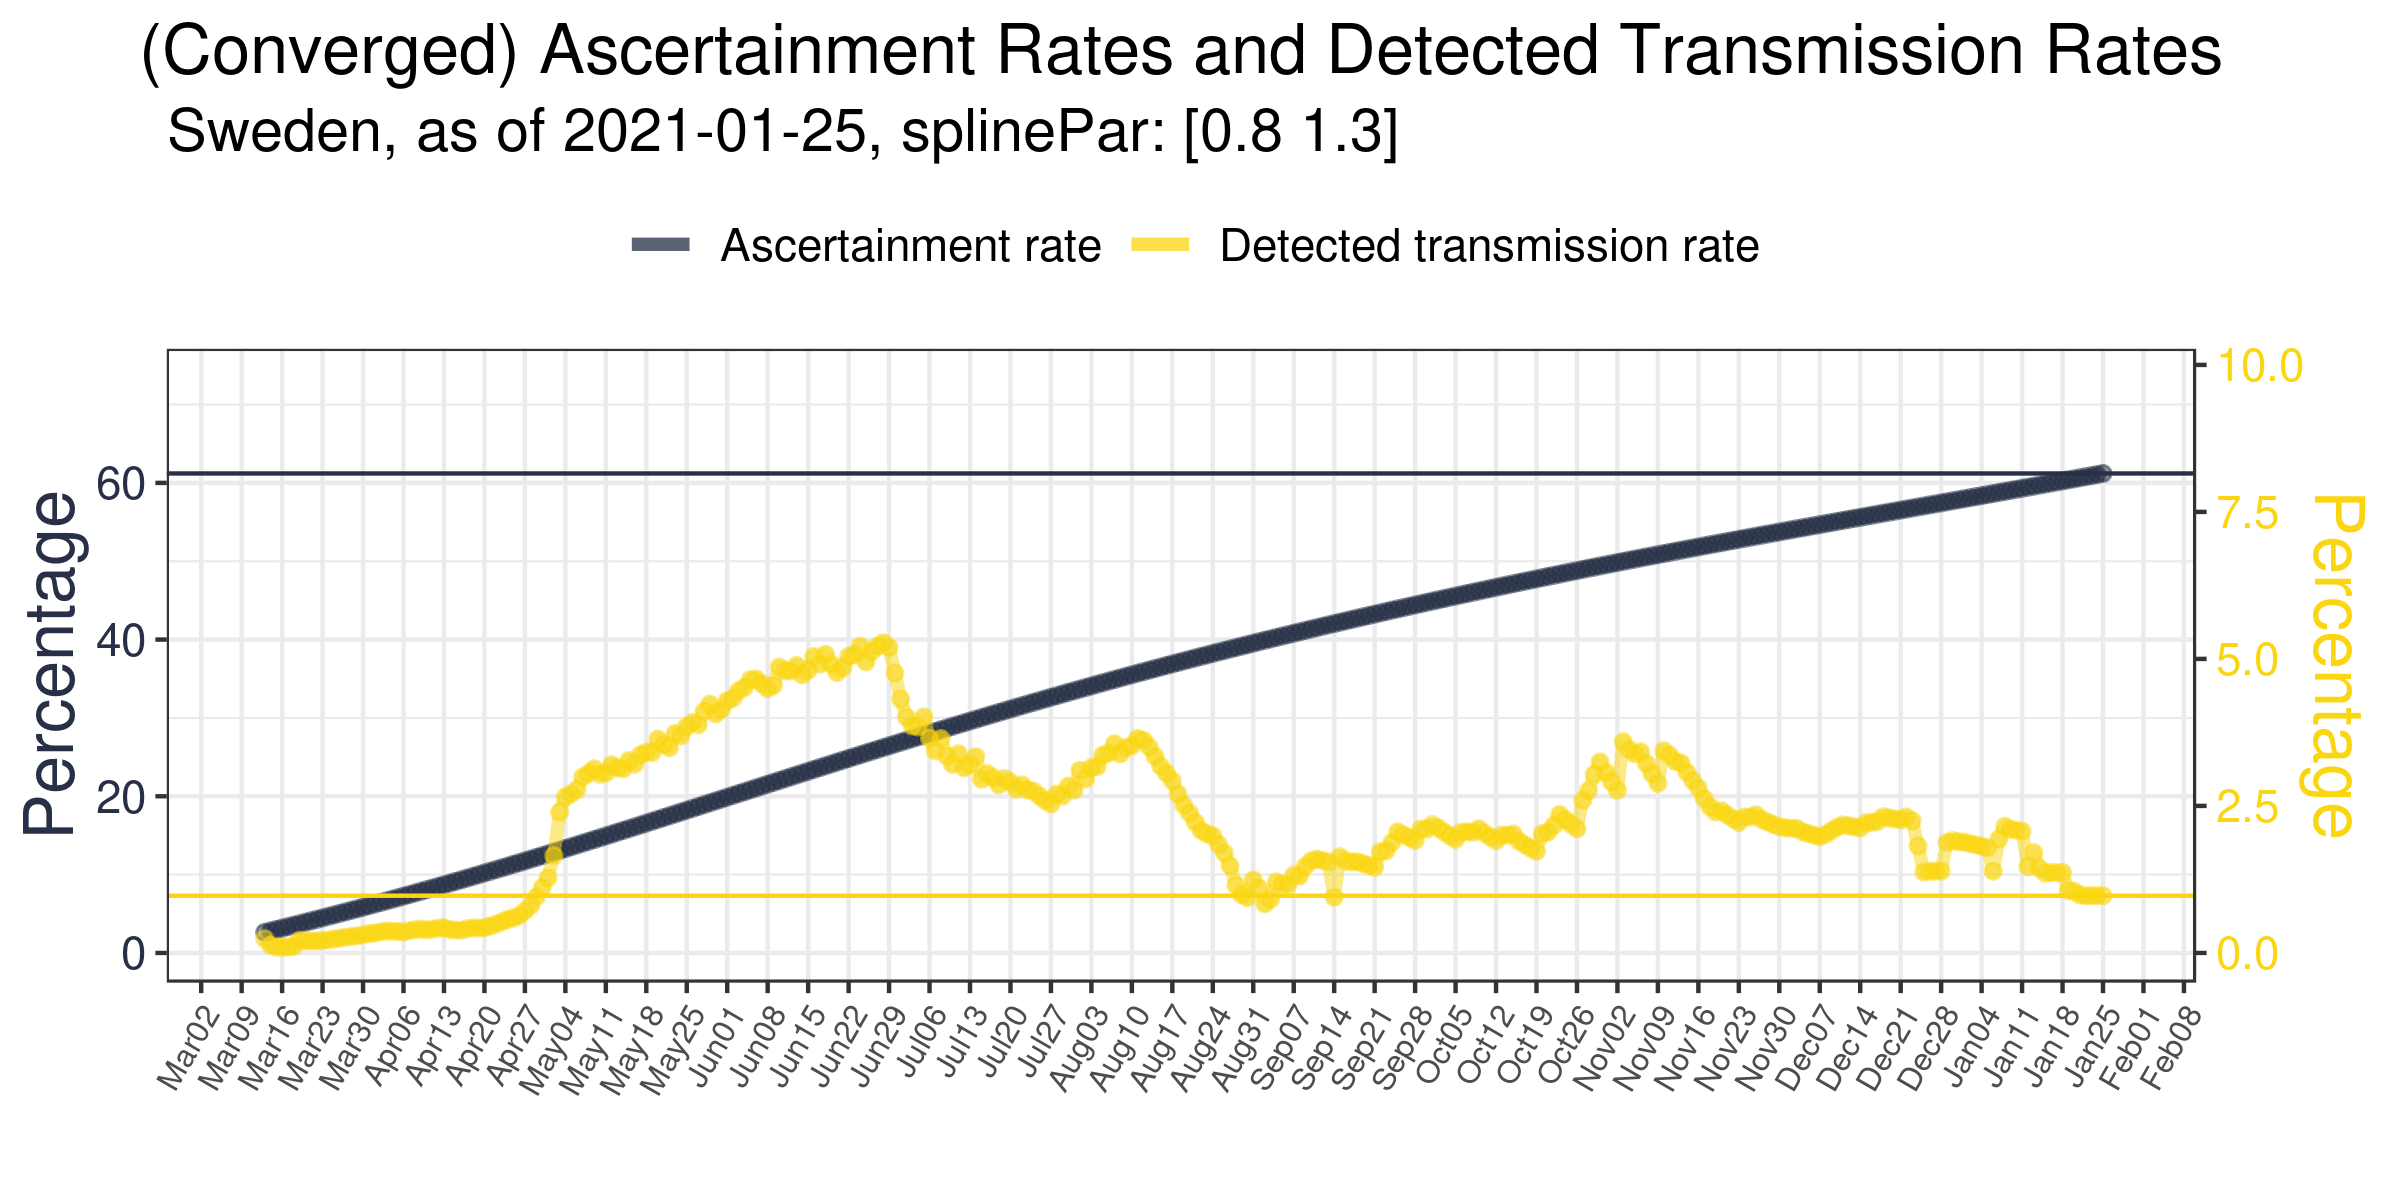 (Converged) Ascertainment Rates and Detected Transmission Rates
Sweden, as of 2021-01-25, splinePar: [0.8 1.3]
Ascertainment rate
Detected transmission rate
Percentage
60
40
20
0
10.0
7.5
5.0
2.5
0.0
Percentage
Mar02
Mar09
Mar16
Mar23
Mar30
Apr06
Apr13
Apr20
Apr27
May04
May11
May18
May25
Jun01
Jun08
Jun15
Jun22
Jun29
Jul06
Jul13
Jul20
Jul27
Aug03
Aug10
Aug17
Aug24
Aug31
Sep07
Sep14
Sep21
Sep28
Oct05
Oct12
Oct19
Oct26
Nov02
Nov09
Nov16
Nov23
Nov30
Dec07
Dec14
Dec21
Dec28
Jan04
Jan11
Jan18
Jan25
Feb01
Feb08